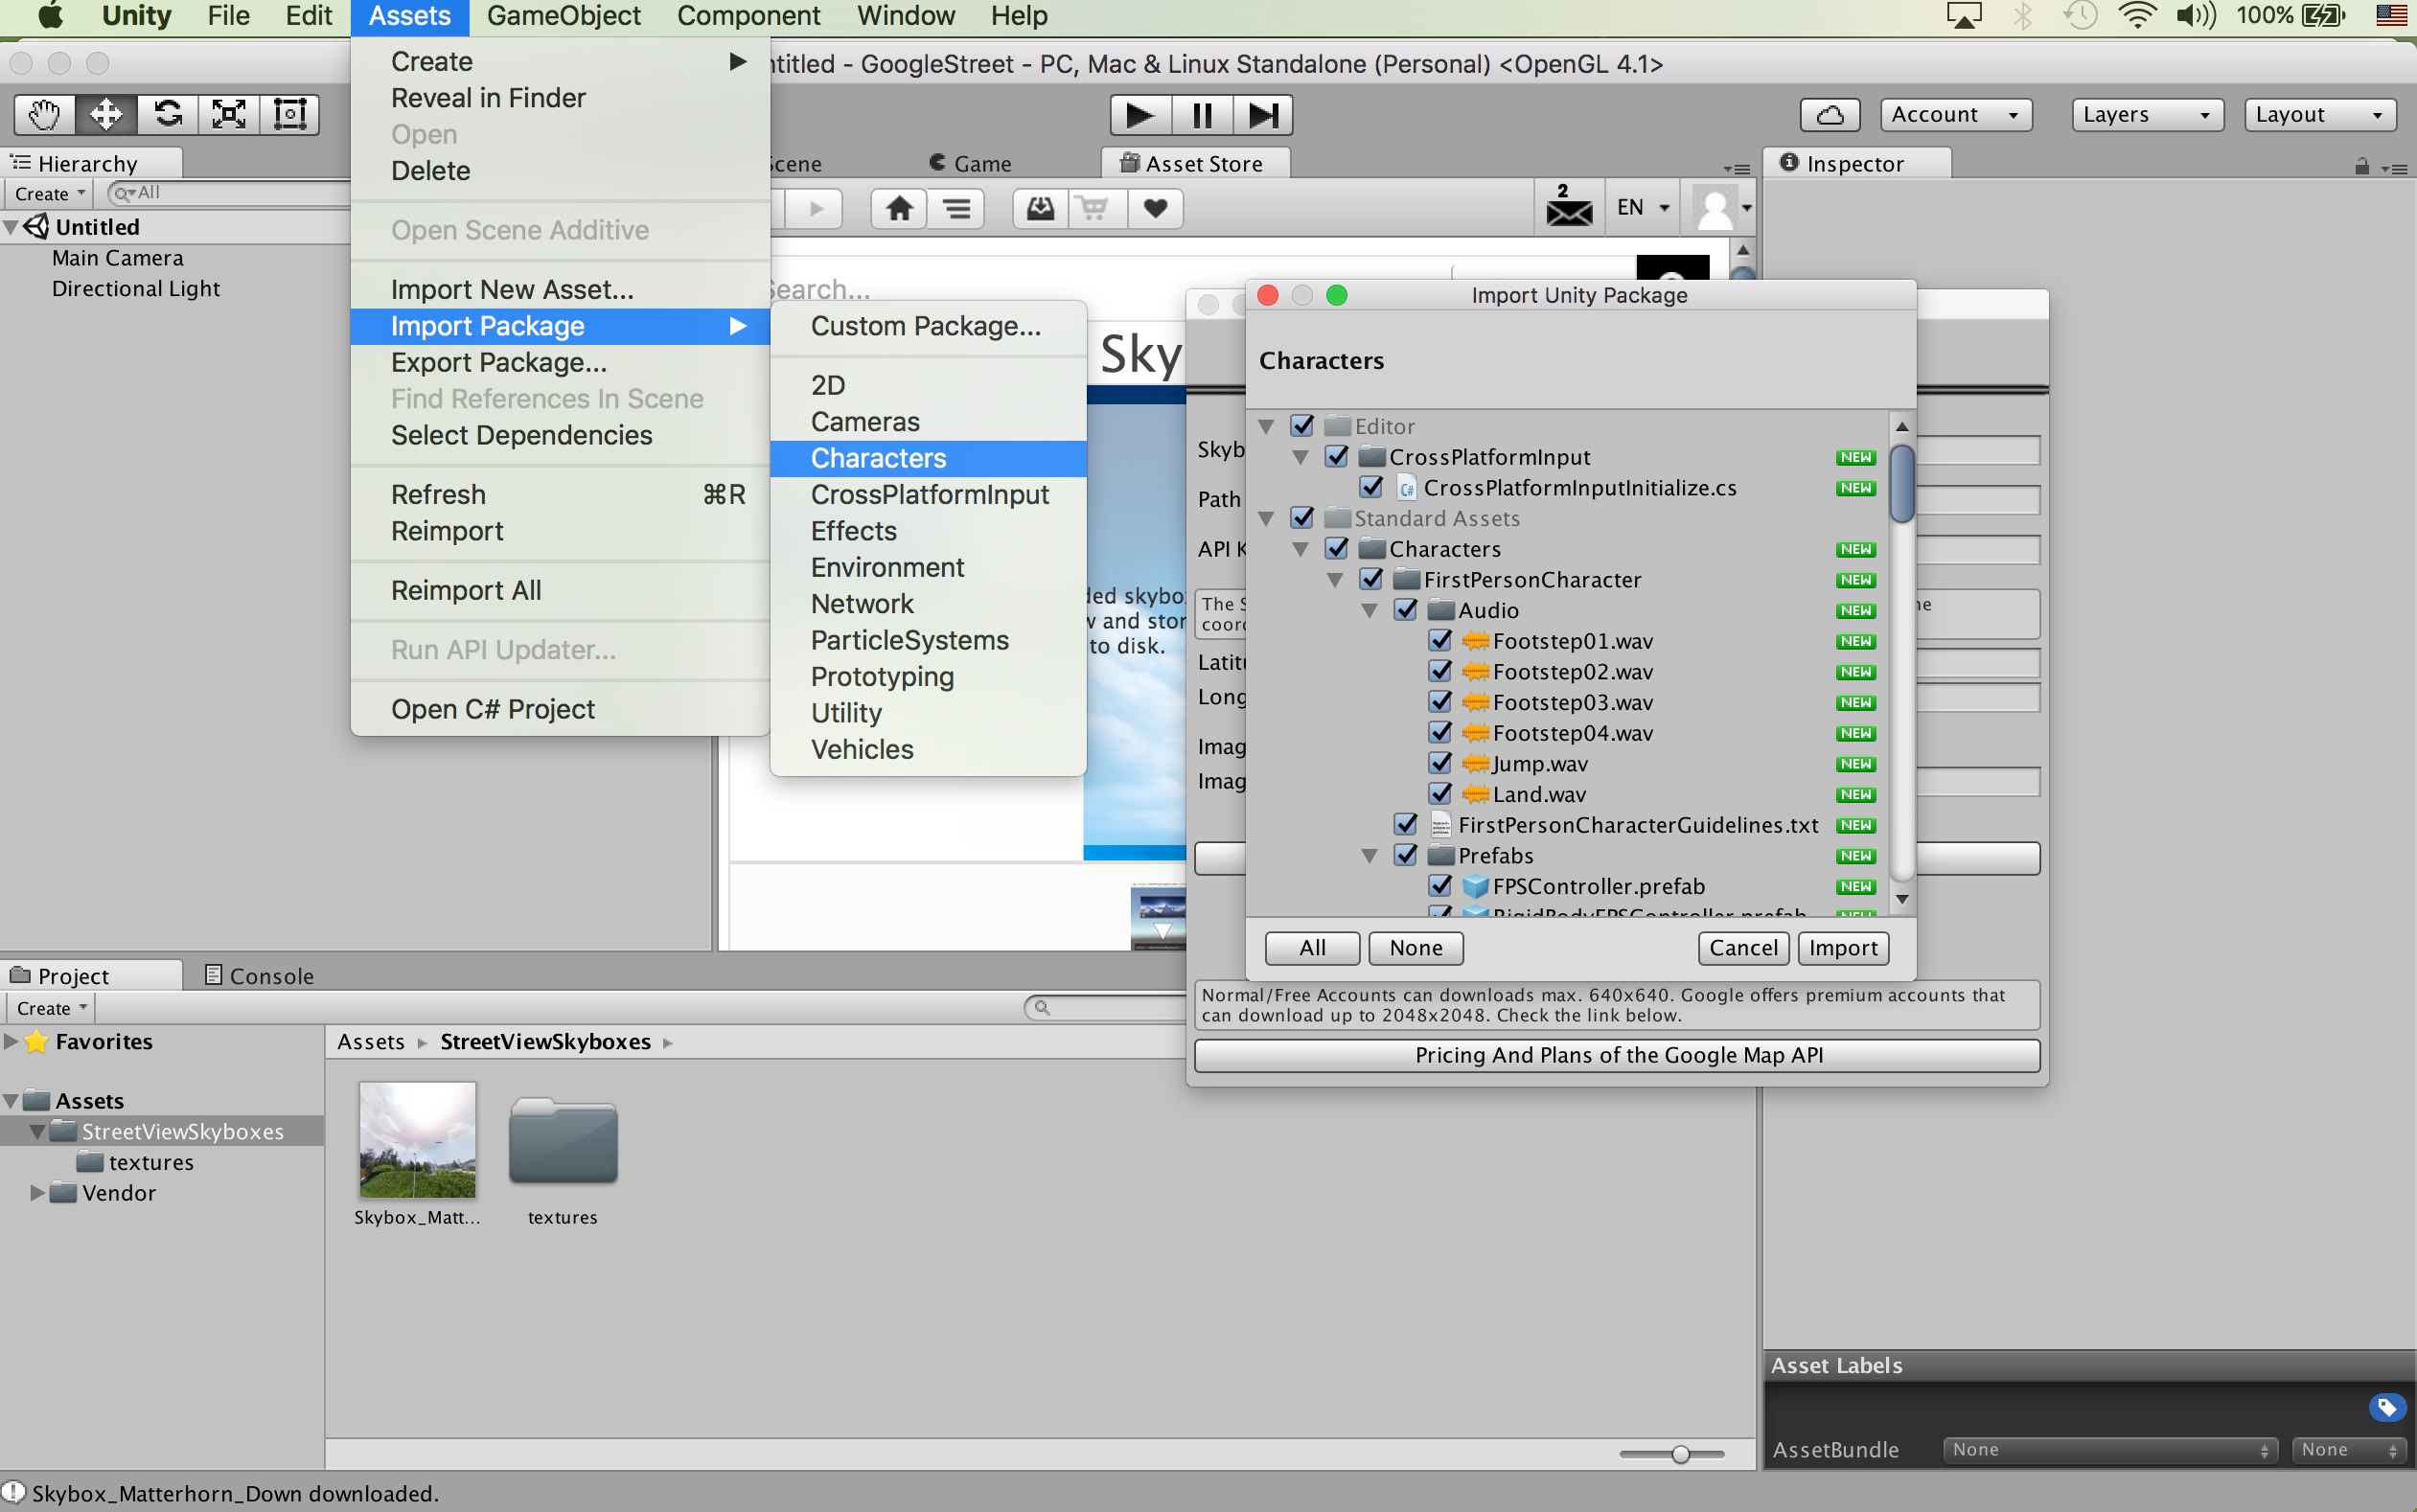 Unity File Edit Assets GameObject Component Window Help 100%
ntitled - GoogleStreet - PC, Mac & Linux Standalone (Personal) <OpenGL 4.1>
Account Layers Layout
Hierarchy
Create All
Untitled
Main Camera
Directional Light
Create
Reveal in Finder
Open
Delete
Open Scene Additive
Import New Asset...
Import Package
Export Package...
Find References In Scene
Select Dependencies
Refresh ⌘R
Reimport
Reimport All
Run API Updater...
Open C# Project
Custom Package...
2D
Cameras
Characters
CrossPlatformInput
Effects
Environment
Network
ParticleSystems
Prototyping
Utility
Vehicles
Scene Game Asset Store
2
EN
Search...
Sky
ded skybo
w and stor
to disk.
Inspector
Import Unity Package
Characters
Editor
CrossPlatformInput NEW
CrossPlatformInputInitialize.cs NEW
Standard Assets
Characters NEW
FirstPersonCharacter NEW
Audio NEW
Footstep01.wav NEW
Footstep02.wav NEW
Footstep03.wav NEW
Footstep04.wav NEW
Jump.wav NEW
Land.wav NEW
FirstPersonCharacterGuidelines.txt NEW
Prefabs NEW
FPSController.prefab NEW
RigidBodyFPSController.prefab NEW
All None Cancel Import
Skyb
Path
API K
The S
coord
Latitu
Long
Imag
Imag
Normal/Free Accounts can downloads max. 640x640. Google offers premium accounts that
can download up to 2048x2048. Check the link below.
Pricing And Plans of the Google Map API
Project Console
Create
Favorites
Assets
StreetViewSkyboxes
textures
Vendor
Assets StreetViewSkyboxes
Skybox_Matt...
textures
Asset Labels
AssetBundle None None
Skybox_Matterhorn_Down downloaded.